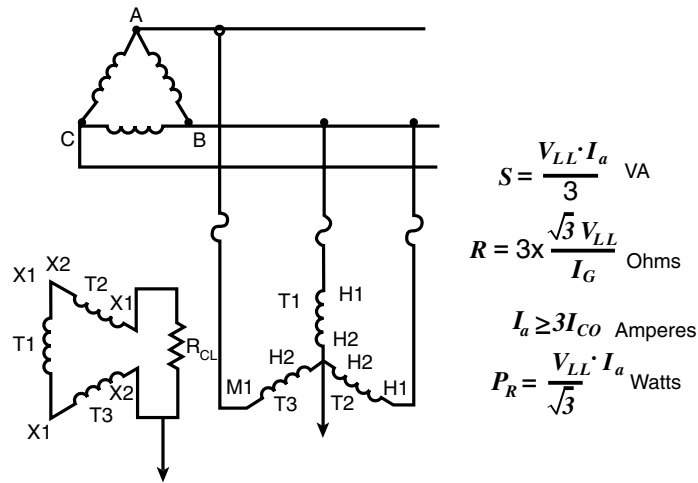 A
C
B
S = V_LL · I_a / 3 VA
R = 3x √3 V_LL / I_G Ohms
I_a ≥ 3I_CO Amperes
P_R = V_LL · I_a / √3 Watts
X1
X2
T2
X1
T1
R_CL
X2
T3
X1
T1
H1
H2
H2
H2
M1
T3
T2
H1